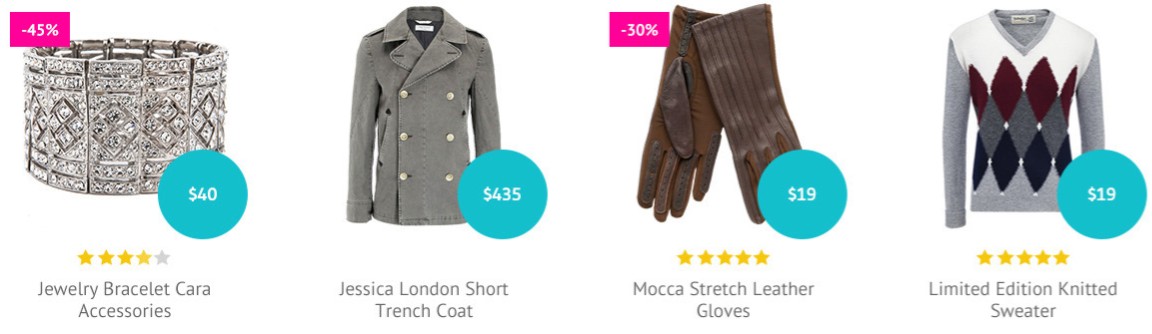 -45%
$40
Jewelry Bracelet Cara
Accessories
$435
Jessica London Short
Trench Coat
-30%
$19
Mocca Stretch Leather
Gloves
$19
Limited Edition Knitted
Sweater